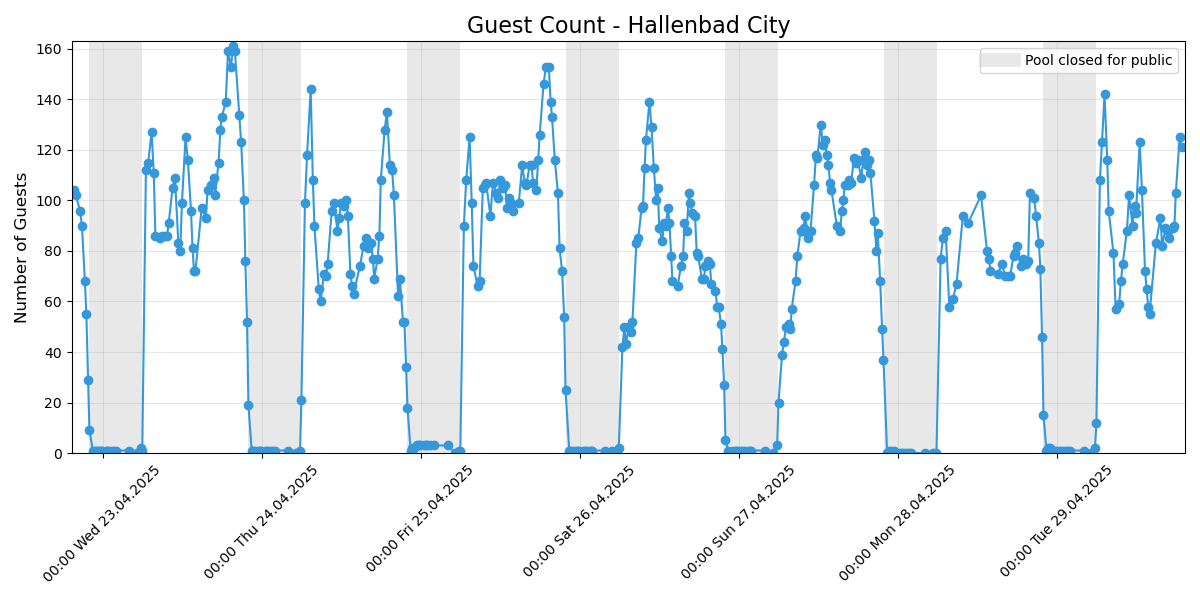 Guest Count - Hallenbad City
Pool closed for public
Number of Guests
160
140
120
100
80
60
40
20
0
00:00 Wed 23.04.2025
00:00 Thu 24.04.2025
00:00 Fri 25.04.2025
00:00 Sat 26.04.2025
00:00 Sun 27.04.2025
00:00 Mon 28.04.2025
00:00 Tue 29.04.2025